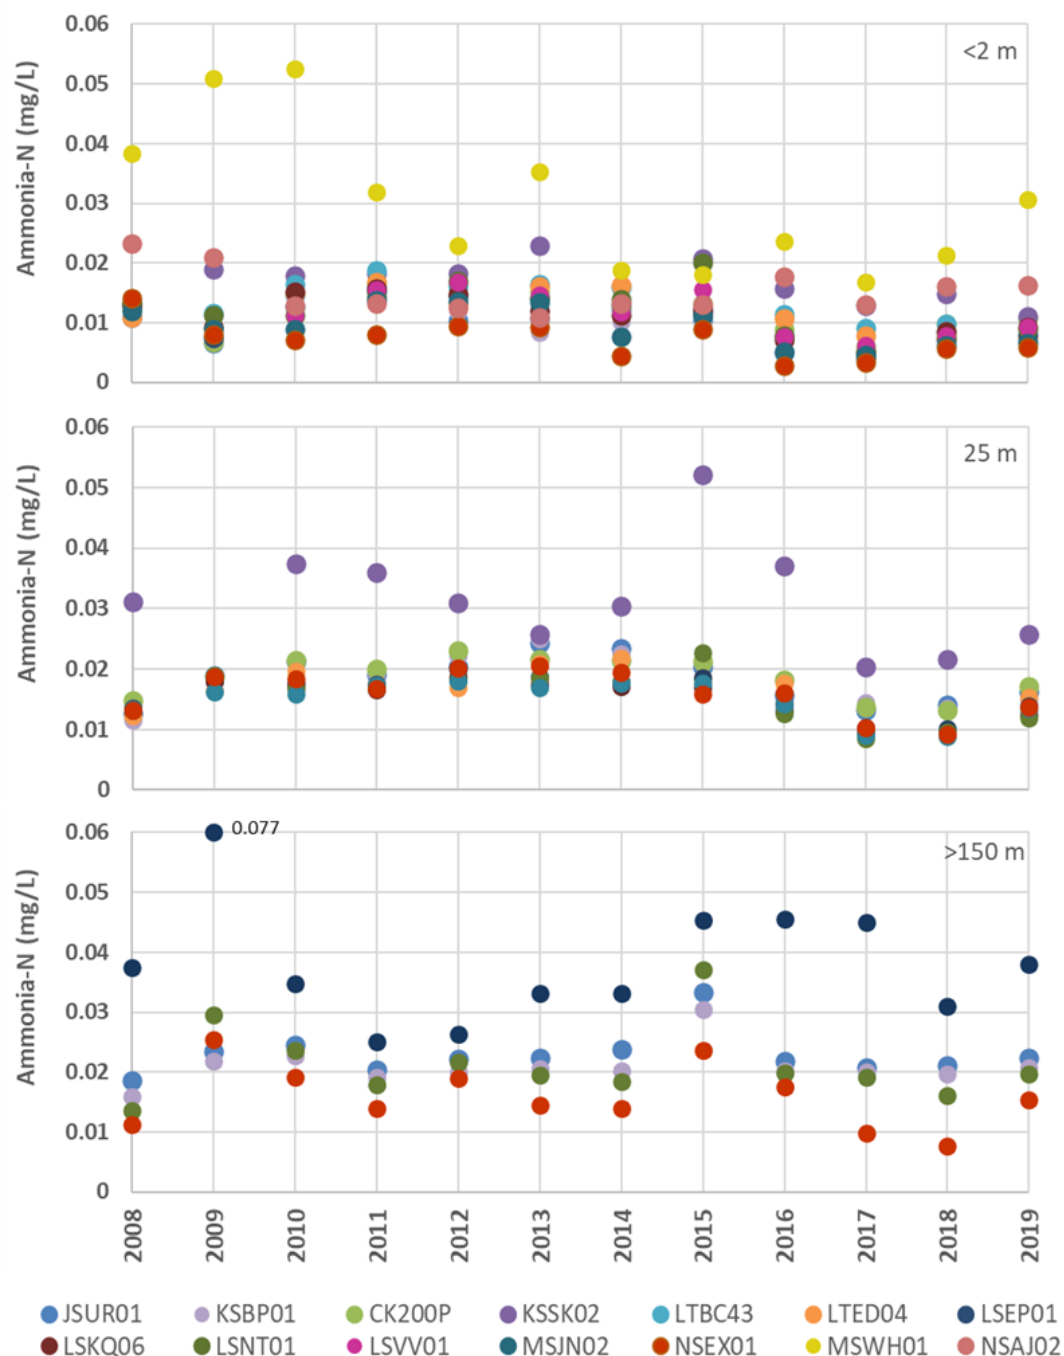 0.06
<2 m
0.05
0.04
0.03
0.02
0.01
0
Ammonia-N (mg/L)
0.06
25 m
0.05
0.04
0.03
0.02
0.01
0
Ammonia-N (mg/L)
0.06
0.077
>150 m
0.05
0.04
0.03
0.02
0.01
0
Ammonia-N (mg/L)
2008 2009 2010 2011 2012 2013 2014 2015 2016 2017 2018 2019
JSUR01 KSBP01 CK200P KSSK02 LTBC43 LTED04 LSEP01
LSKQ06 LSNT01 LSVV01 MSJN02 NSEX01 MSWH01 NSAJ02